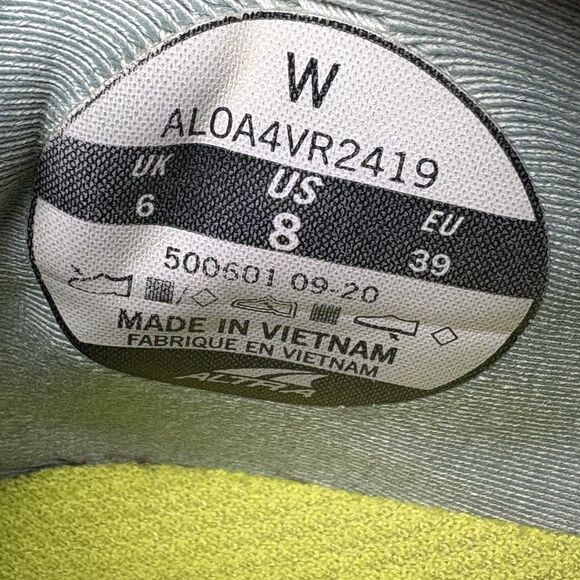 W
AL0A4VR2419
UK US EU
6 8 39
500601 09-20
MADE IN VIETNAM
FABRIQUE EN VIETNAM
ALTRA